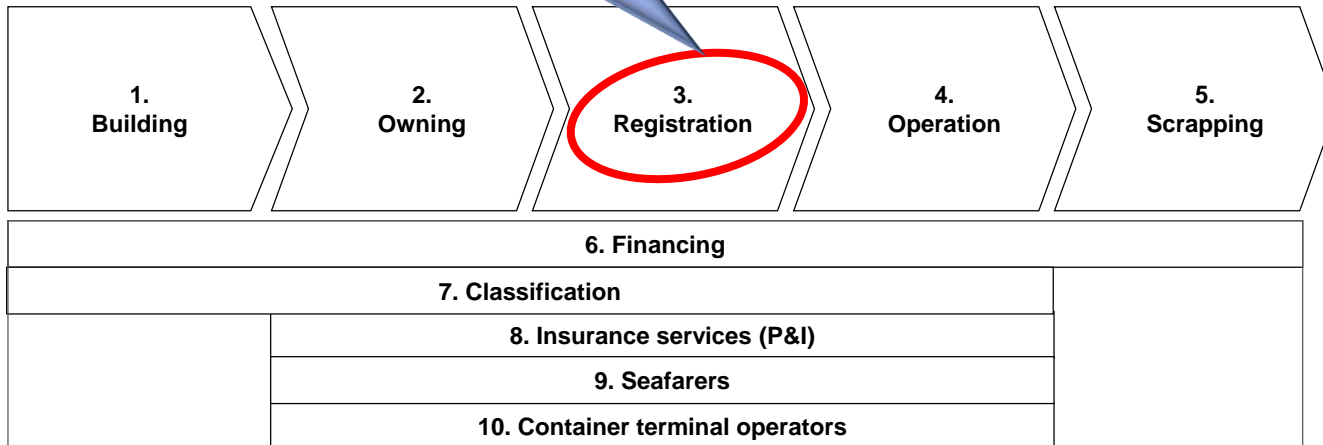 1.
Building
2.
Owning
3.
Registration
4.
Operation
5.
Scrapping
6. Financing
7. Classification
8. Insurance services (P&I)
9. Seafarers
10. Container terminal operators